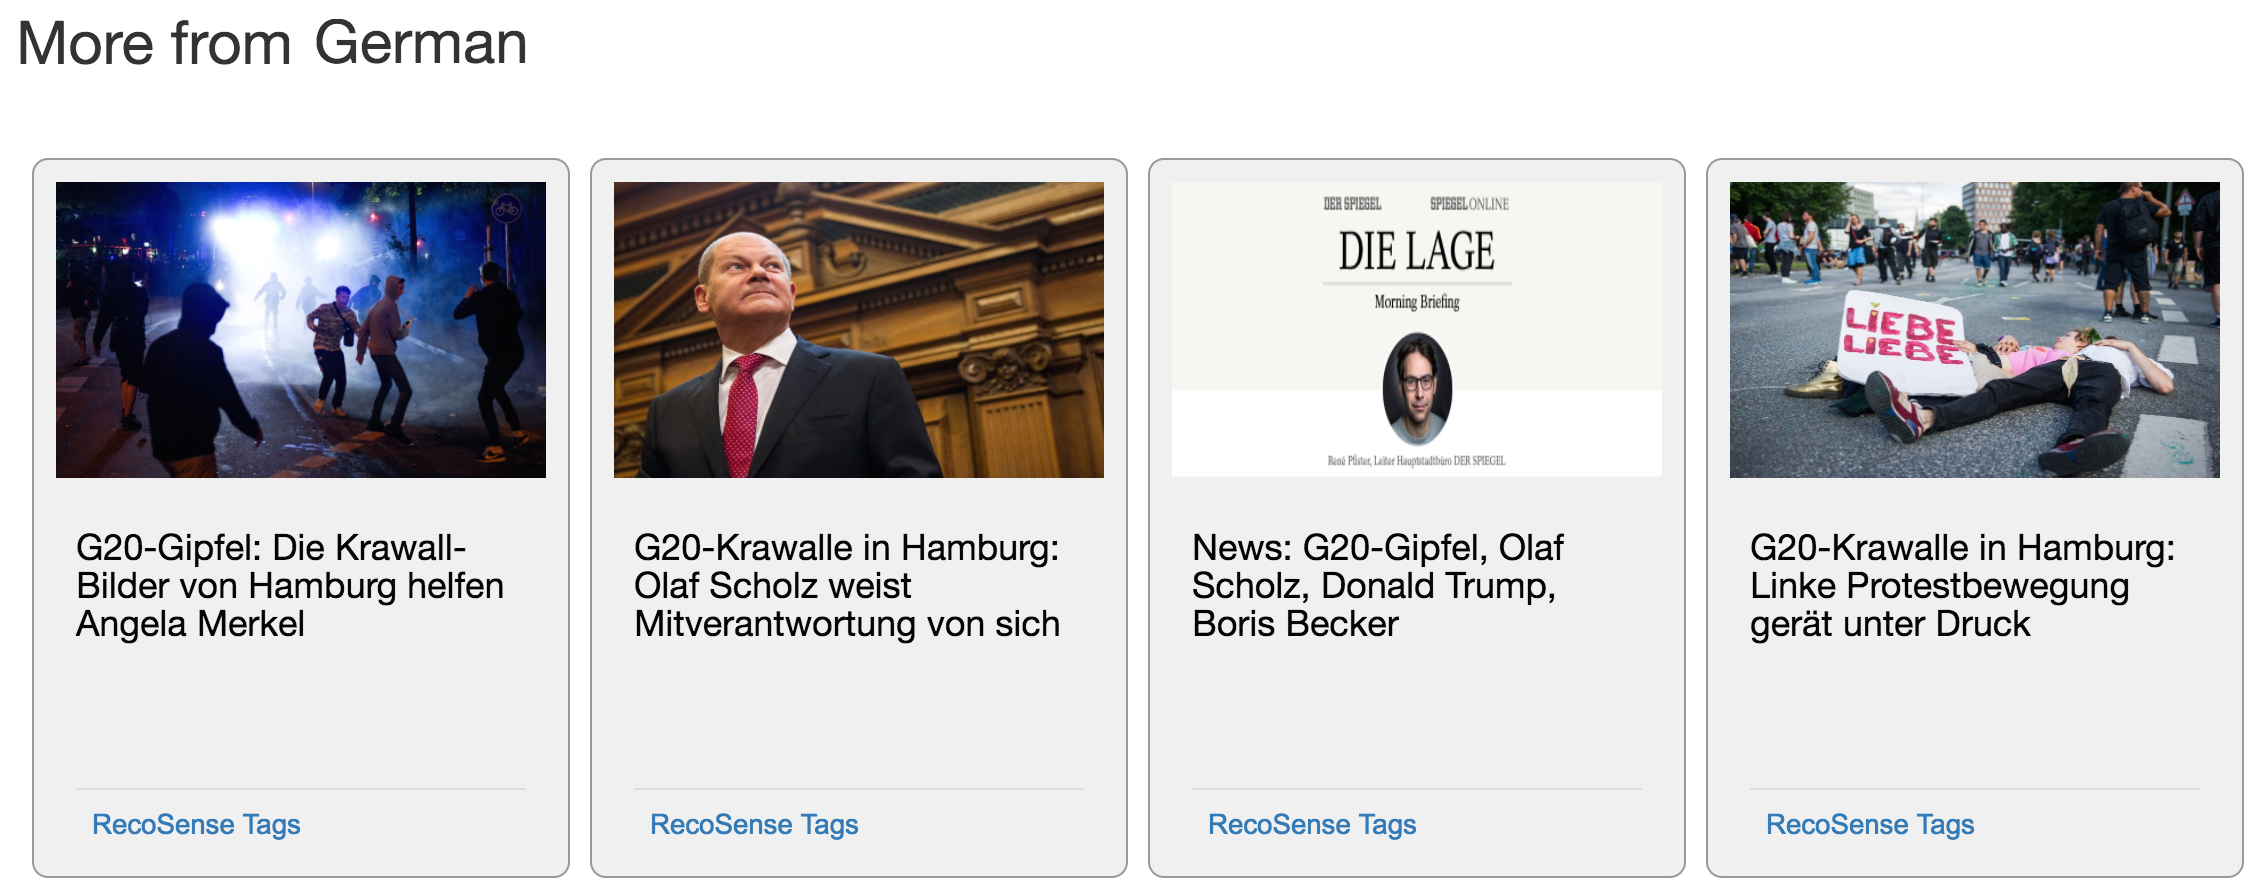 More from German
DER SPIEGEL SPIEGEL ONLINE
DIE LAGE
Morning Briefing
René Pfister, Leiter Hauptstadtbüro DER SPIEGEL
LIEBE
LIEBE
G20-Gipfel: Die Krawall-
Bilder von Hamburg helfen
Angela Merkel
G20-Krawalle in Hamburg:
Olaf Scholz weist
Mitverantwortung von sich
News: G20-Gipfel, Olaf
Scholz, Donald Trump,
Boris Becker
G20-Krawalle in Hamburg:
Linke Protestbewegung
gerät unter Druck
RecoSense Tags
RecoSense Tags
RecoSense Tags
RecoSense Tags